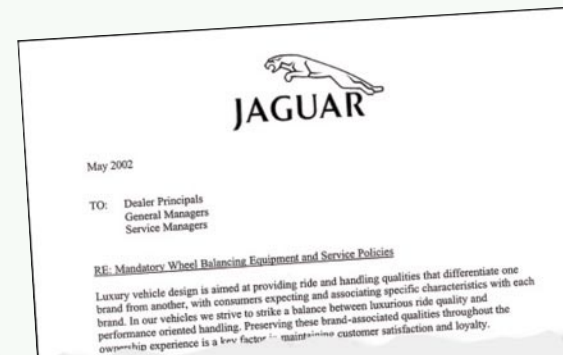 JAGUAR
May 2002
TO: Dealer Principals
General Managers
Service Managers
RE: Mandatory Wheel Balancing Equipment and Service Policies
Luxury vehicle design is aimed at providing ride and handling qualities that differentiate one
brand from another, with consumers expecting and associating specific characteristics with each
brand. In our vehicles we strive to strike a balance between luxurious ride quality and
performance oriented handling. Preserving these brand-associated qualities throughout the
ownership experience is a key factor in maintaining customer satisfaction and loyalty.